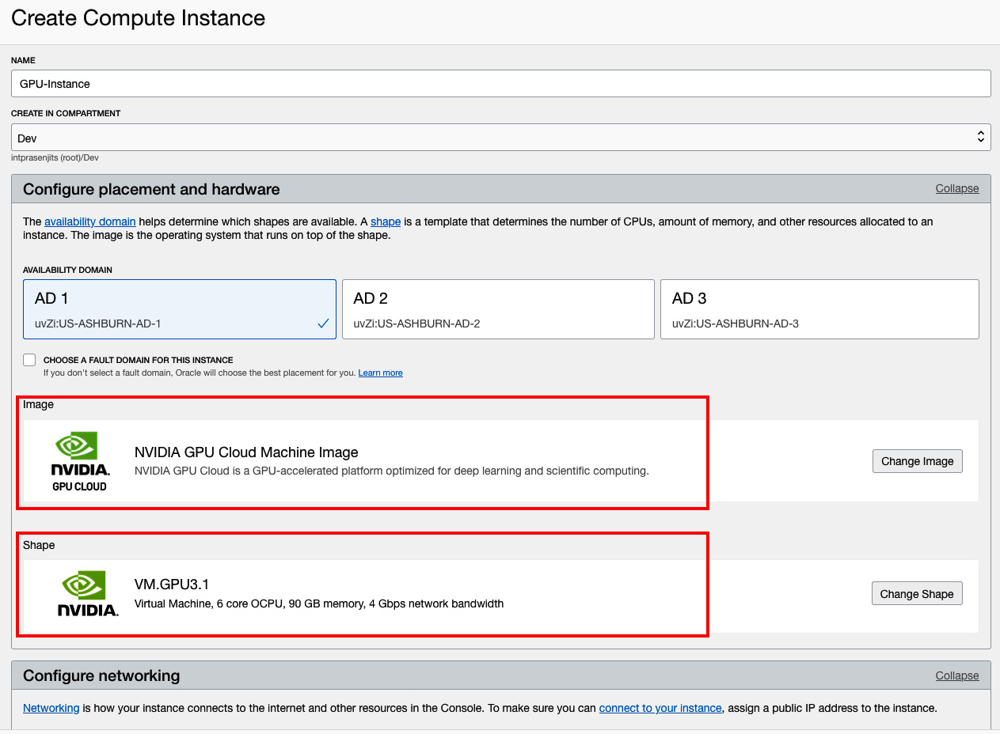 Create Compute Instance
NAME
GPU-Instance
CREATE IN COMPARTMENT
Dev
intprasenjits (root)/Dev
Configure placement and hardware
Collapse
The availability domain helps determine which shapes are available. A shape is a template that determines the number of CPUs, amount of memory, and other resources allocated to an
instance. The image is the operating system that runs on top of the shape.
AVAILABILITY DOMAIN
AD 1
uvZi:US-ASHBURN-AD-1
AD 2
uvZi:US-ASHBURN-AD-2
AD 3
uvZi:US-ASHBURN-AD-3
CHOOSE A FAULT DOMAIN FOR THIS INSTANCE
If you don't select a fault domain, Oracle will choose the best placement for you. Learn more
Image
NVIDIA.
GPU CLOUD
NVIDIA GPU Cloud Machine Image
NVIDIA GPU Cloud is a GPU-accelerated platform optimized for deep learning and scientific computing.
Change Image
Shape
NVIDIA.
VM.GPU3.1
Virtual Machine, 6 core OCPU, 90 GB memory, 4 Gbps network bandwidth
Change Shape
Configure networking
Collapse
Networking is how your instance connects to the internet and other resources in the Console. To make sure you can connect to your instance, assign a public IP address to the instance.